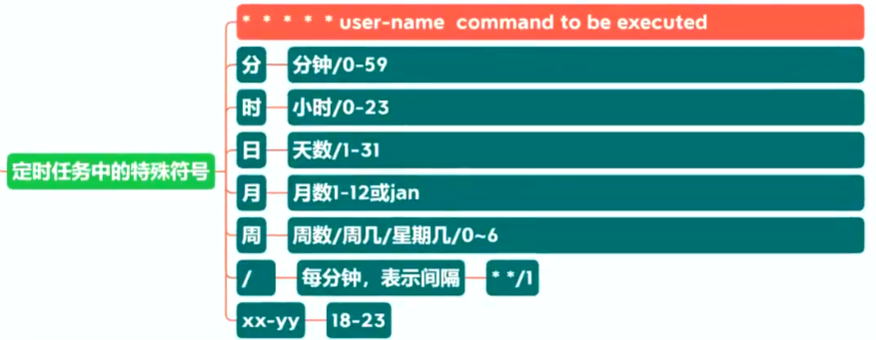 * * * * * user-name command to be executed
分 分钟/0-59
时 小时/0-23
日 天数/1-31
定时任务中的特殊符号
月 月数1-12或jan
周 周数/周几/星期几/0~6
/ 每分钟，表示间隔 * */1
xx-yy 18-23